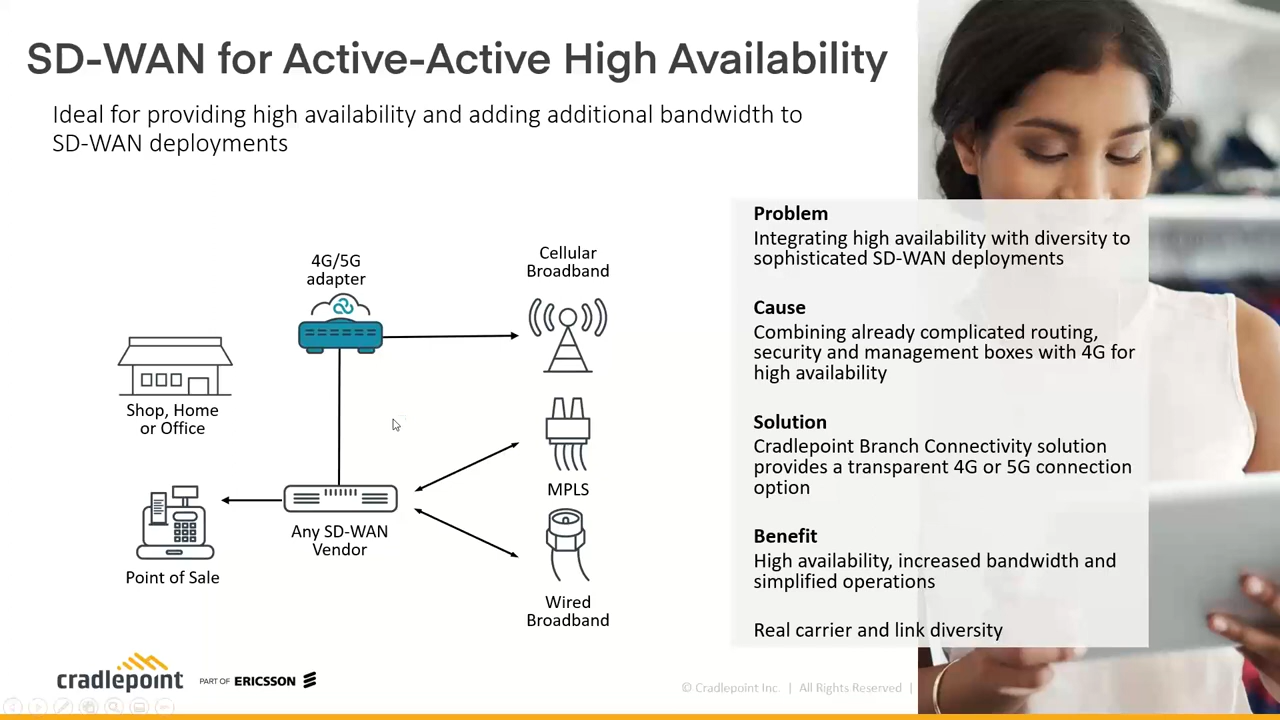 SD-WAN for Active-Active High Availability
Ideal for providing high availability and adding additional bandwidth to
SD-WAN deployments
4G/5G
adapter
Cellular
Broadband
Shop, Home
or Office
MPLS
Any SD-WAN
Vendor
Point of Sale
Wired
Broadband
Problem
Integrating high availability with diversity to
sophisticated SD-WAN deployments
Cause
Combining already complicated routing,
security and management boxes with 4G for
high availability
Solution
Cradlepoint Branch Connectivity solution
provides a transparent 4G or 5G connection
option
Benefit
High availability, increased bandwidth and
simplified operations
Real carrier and link diversity
cradlepoint PART OF ERICSSON
© Cradlepoint Inc. | All Rights Reserved |